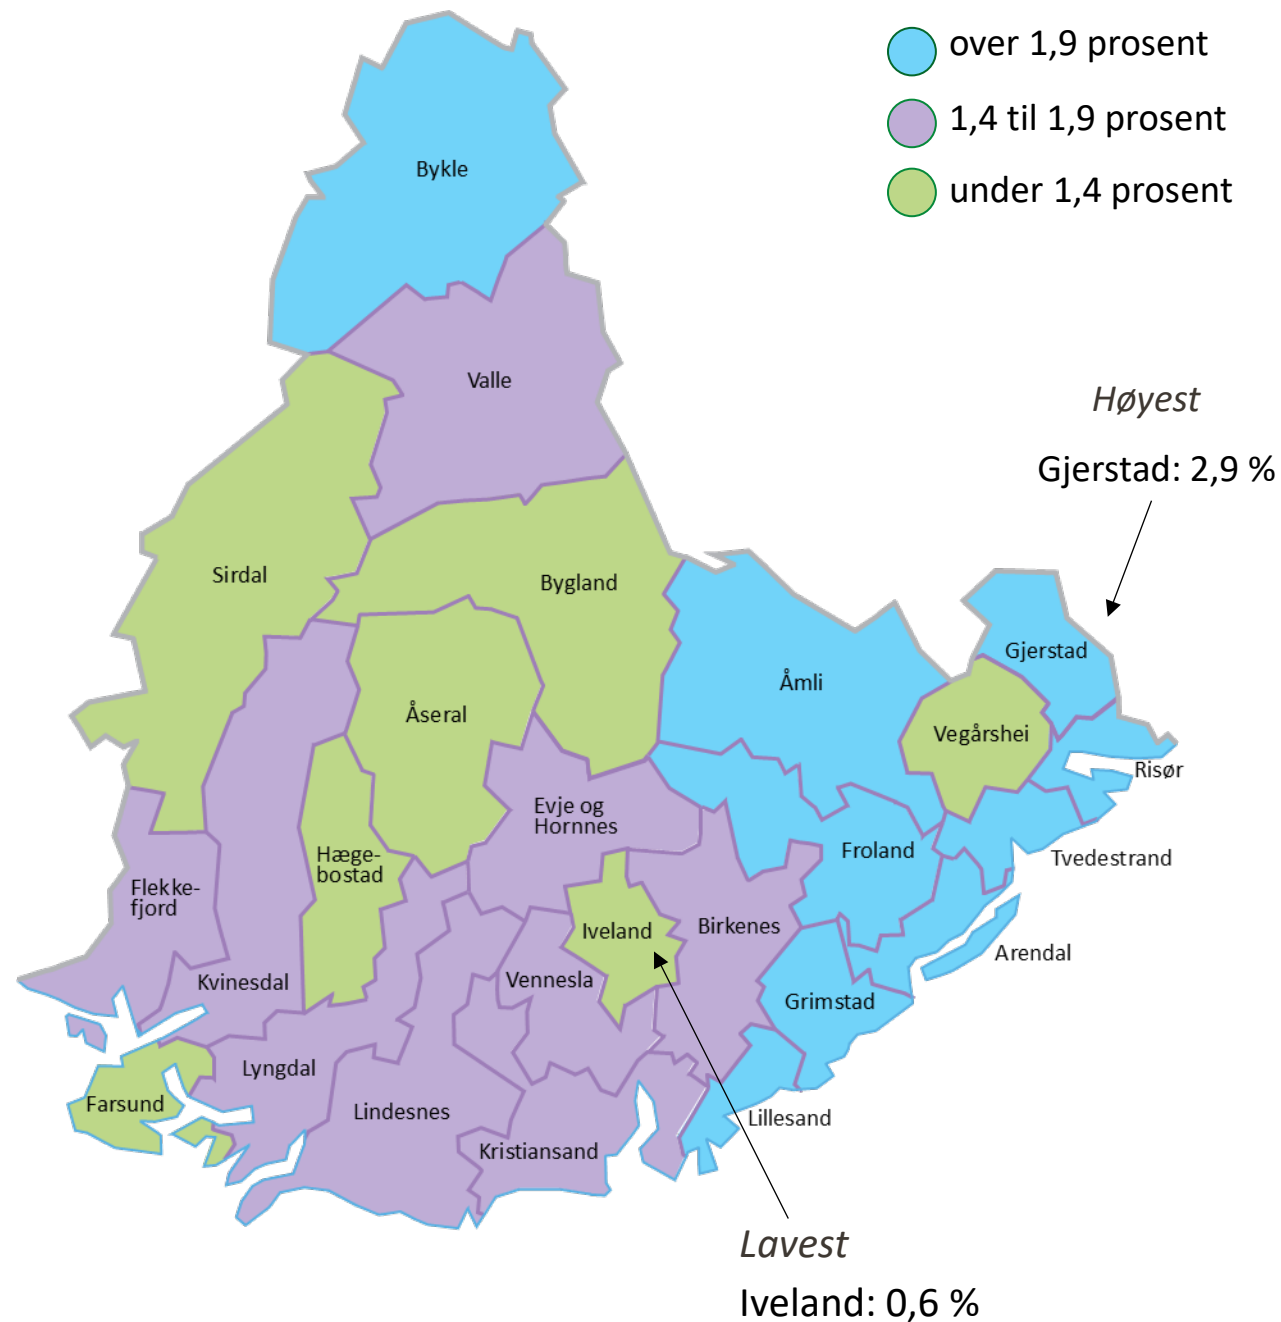 over 1,9 prosent
1,4 til 1,9 prosent
under 1,4 prosent
Bykle
Valle
Høyest
Gjerstad: 2,9 %
Sirdal
Bygland
Gjerstad
Åmli
Åseral
Vegårshei
Risør
Evje og
Hornnes
Froland
Hæge-
bostad
Tvedestrand
Flekke-
fjord
Iveland
Birkenes
Arendal
Kvinesdal
Vennesla
Grimstad
Lyngdal
Farsund
Lindesnes
Lillesand
Kristiansand
Lavest
Iveland: 0,6 %